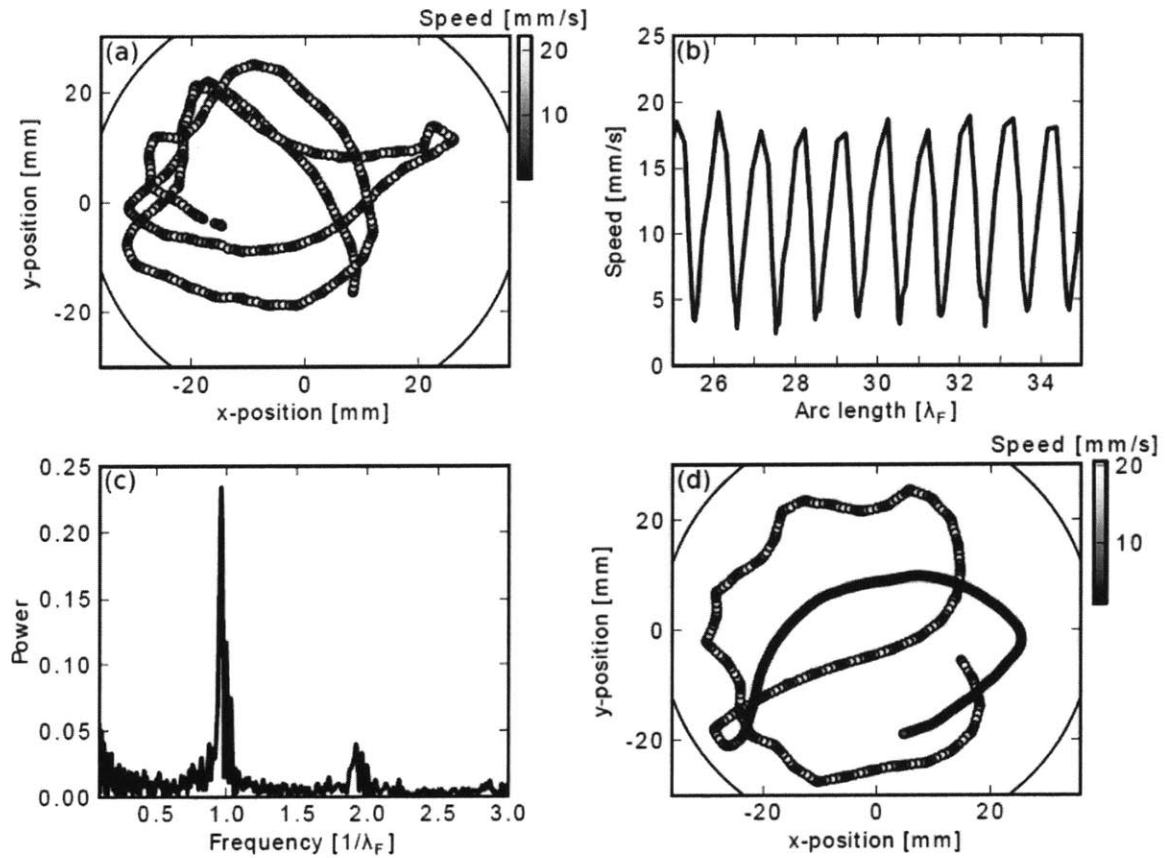 Speed [mm/s]
(a)
20
10
20
0
-20
y-position [mm]
-20
0
20
x-position [mm]
(b)
25
20
15
10
5
0
Speed [mm/s]
26
28
30
32
34
Arc length [λF]
(c)
0.25
0.20
0.15
0.10
0.05
0.00
Power
0.5
1.0
1.5
2.0
2.5
3.0
Frequency [1/λF]
Speed [mm/s]
(d)
20
10
20
0
-20
y-position [mm]
-20
0
20
x-position [mm]